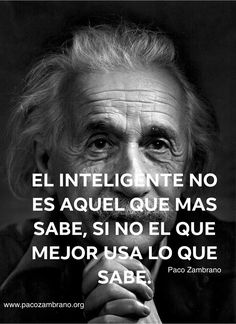 EL INTELIGENTE NO
ES AQUEL QUE MAS
SABE, SI NO EL QUE
MEJOR USA LO QUE
SABE.
Paco Zambrano
www.pacozambrano.org